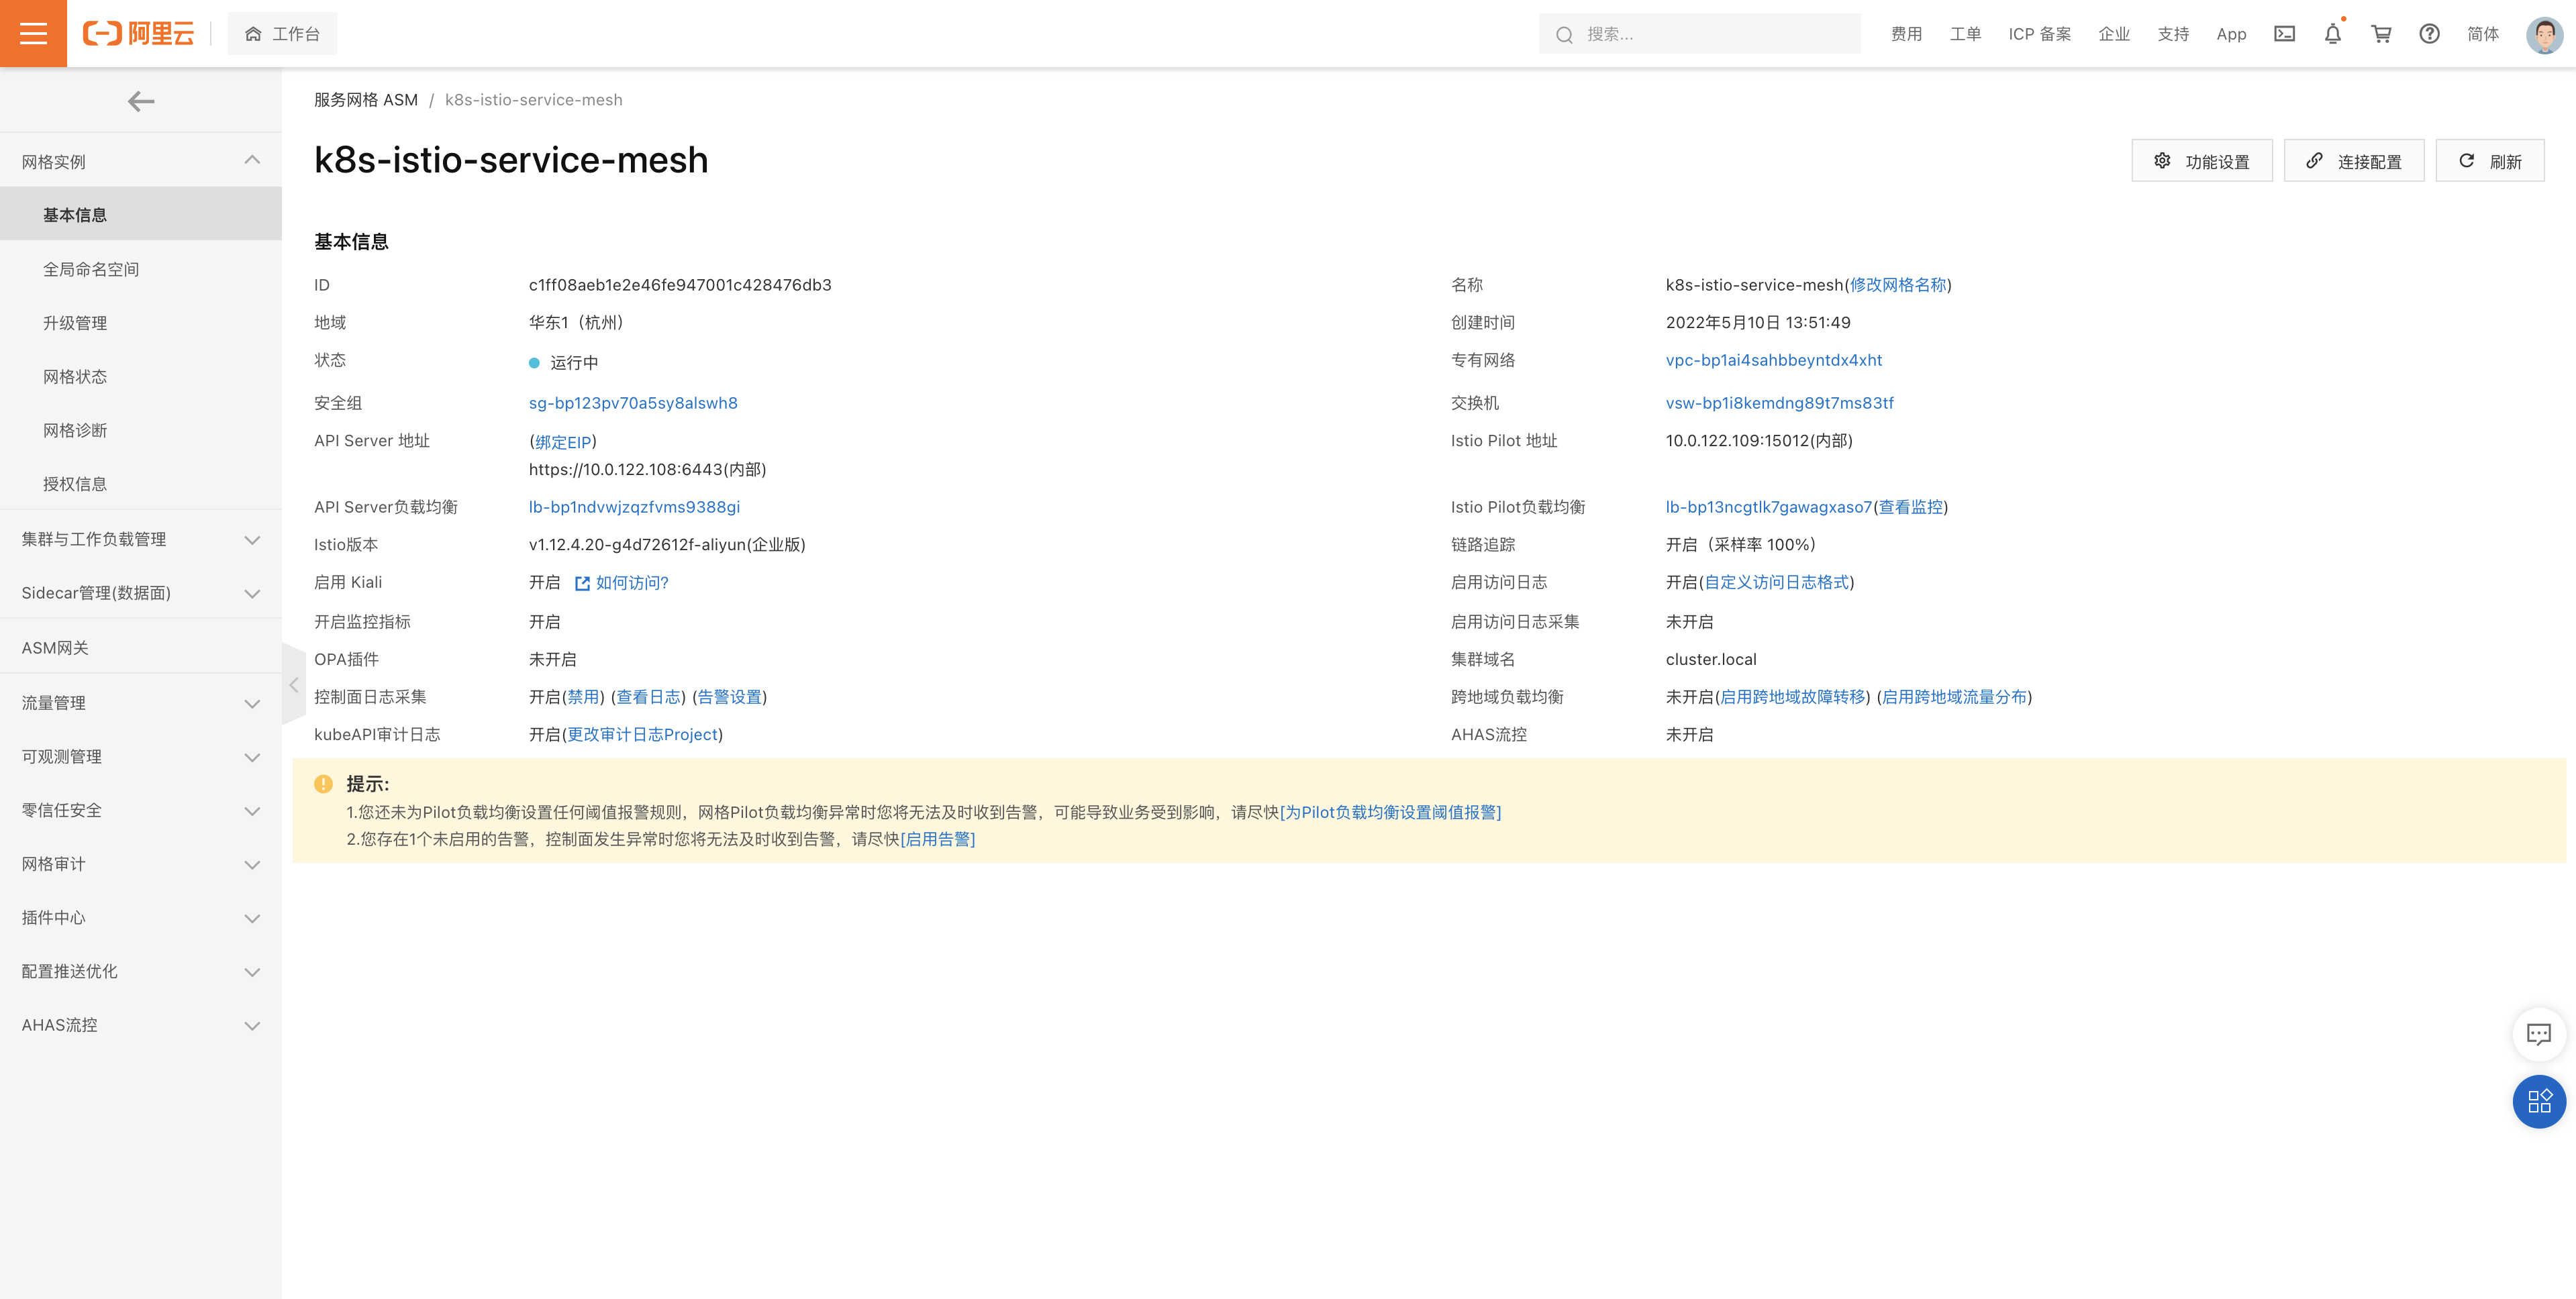 阿里云
工作台
搜索...
费用
工单
ICP 备案
企业
支持
App
简体
网格实例
基本信息
全局命名空间
升级管理
网格状态
网格诊断
授权信息
集群与工作负载管理
Sidecar管理(数据面)
ASM网关
流量管理
可观测管理
零信任安全
网格审计
插件中心
配置推送优化
AHAS流控
服务网格 ASM / k8s-istio-service-mesh
k8s-istio-service-mesh
功能设置
连接配置
刷新
基本信息
ID c1ff08aeb1e2e46fe947001c428476db3
名称 k8s-istio-service-mesh(修改网格名称)
地域 华东1（杭州）
创建时间 2022年5月10日 13:51:49
状态 运行中
专有网络 vpc-bp1ai4sahbbeyntdx4xht
安全组 sg-bp123pv70a5sy8alswh8
交换机 vsw-bp1i8kemdng89t7ms83tf
API Server 地址 (绑定EIP)
https://10.0.122.108:6443(内部)
Istio Pilot 地址 10.0.122.109:15012(内部)
API Server负载均衡 lb-bp1ndvwjzqzfvms9388gi
Istio Pilot负载均衡 lb-bp13ncgtlk7gawagxaso7(查看监控)
Istio版本 v1.12.4.20-g4d72612f-aliyun(企业版)
链路追踪 开启（采样率 100%）
启用 Kiali 开启 如何访问?
启用访问日志 开启(自定义访问日志格式)
开启监控指标 开启
启用访问日志采集 未开启
OPA插件 未开启
集群域名 cluster.local
控制面日志采集 开启(禁用) (查看日志) (告警设置)
跨地域负载均衡 未开启(启用跨地域故障转移) (启用跨地域流量分布)
kubeAPI审计日志 开启(更改审计日志Project)
AHAS流控 未开启
提示:
1.您还未为Pilot负载均衡设置任何阈值报警规则，网格Pilot负载均衡异常时您将无法及时收到告警，可能导致业务受到影响，请尽快[为Pilot负载均衡设置阈值报警]
2.您存在1个未启用的告警，控制面发生异常时您将无法及时收到告警，请尽快[启用告警]